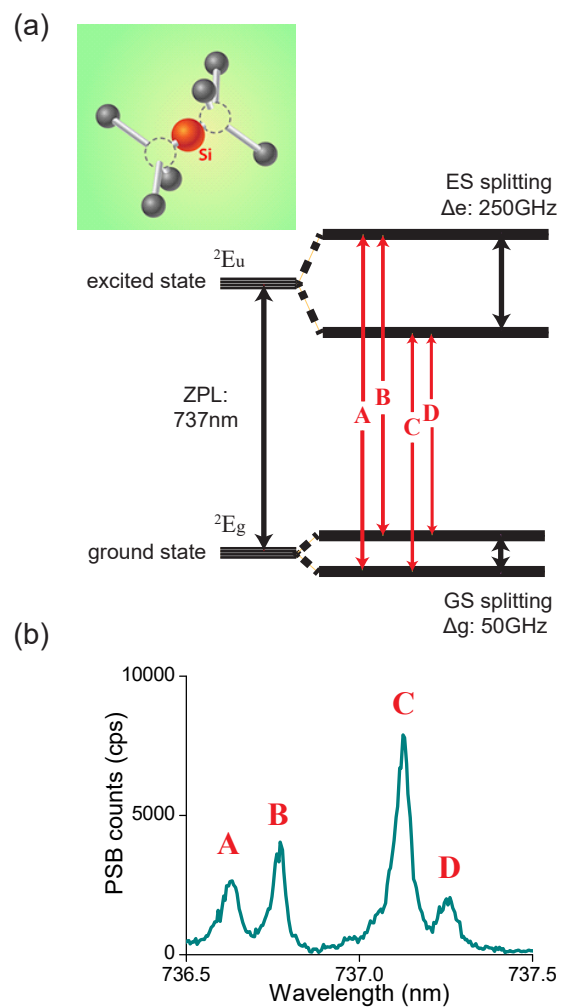 (a)
Si
ES splitting
Δe: 250GHz
²Eu
excited state
ZPL:
737nm
A
B
C
D
²Eg
ground state
GS splitting
Δg: 50GHz
(b)
10000
5000
0
PSB counts (cps)
A
B
C
D
736.5
737.0
737.5
Wavelength (nm)